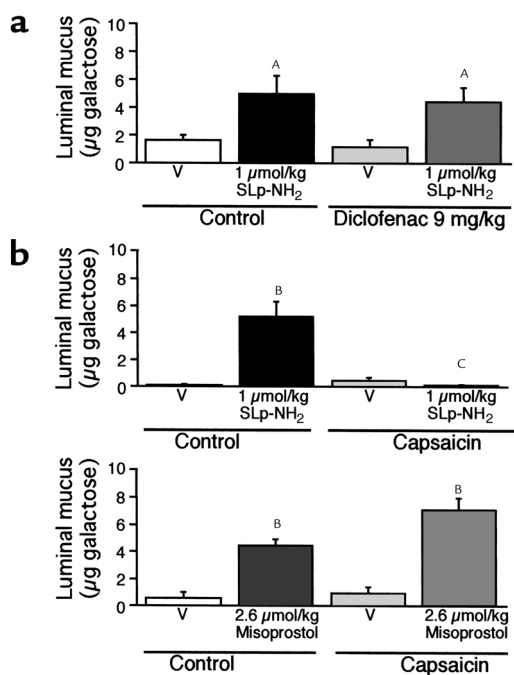 a
Luminal mucus
(µg galactose)
10
8
6
4
2
0
A
A
V
1 µmol/kg
SLp-NH2
V
1 µmol/kg
SLp-NH2
Control
Diclofenac 9 mg/kg
b
Luminal mucus
(µg galactose)
10
8
6
4
2
0
B
C
V
1 µmol/kg
SLp-NH2
V
1 µmol/kg
SLp-NH2
Control
Capsaicin
Luminal mucus
(µg galactose)
10
8
6
4
2
0
B
B
V
2.6 µmol/kg
Misoprostol
V
2.6 µmol/kg
Misoprostol
Control
Capsaicin